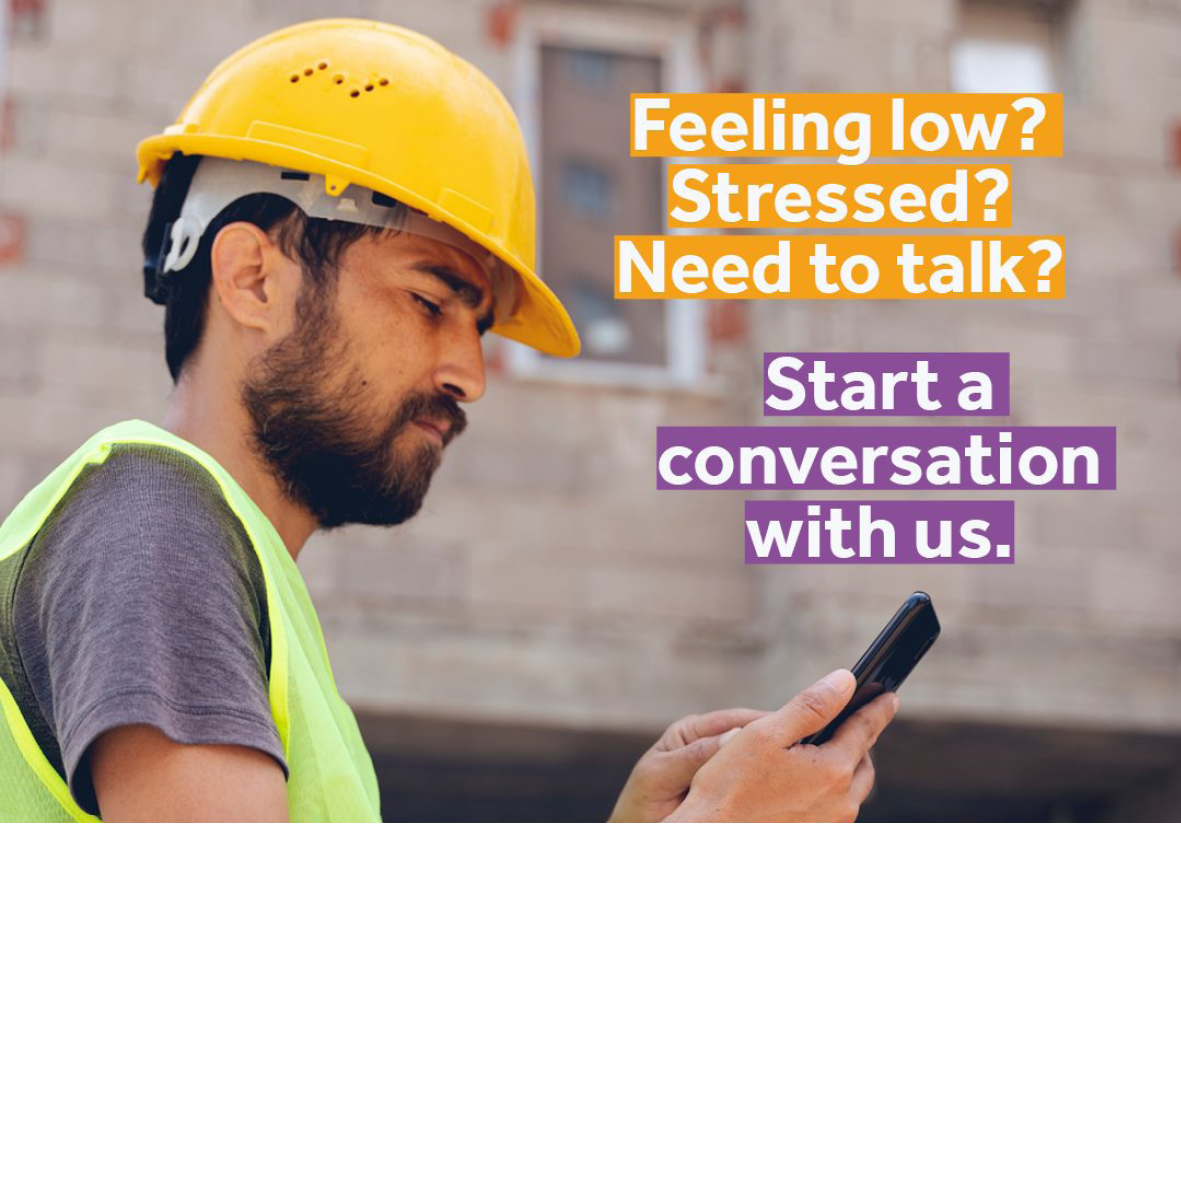 Feeling low?
Stressed?
Need to talk?
Start a
conversation
with us.